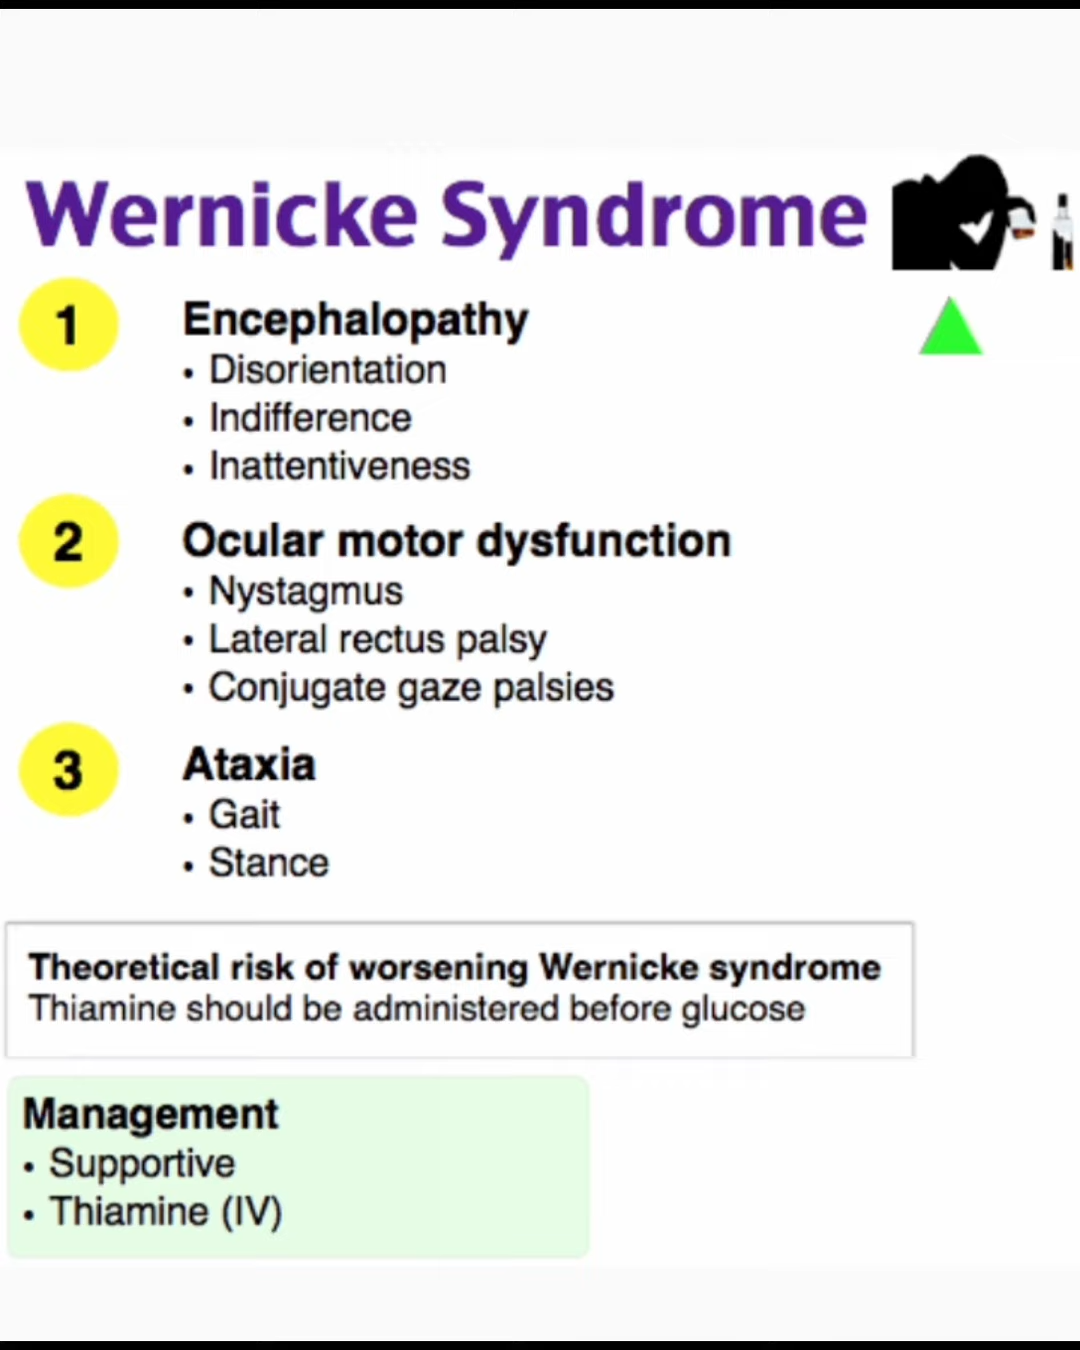 Wernicke Syndrome
1
Encephalopathy
• Disorientation
• Indifference
• Inattentiveness
2
Ocular motor dysfunction
• Nystagmus
• Lateral rectus palsy
• Conjugate gaze palsies
3
Ataxia
• Gait
• Stance
Theoretical risk of worsening Wernicke syndrome
Thiamine should be administered before glucose
Management
• Supportive
• Thiamine (IV)